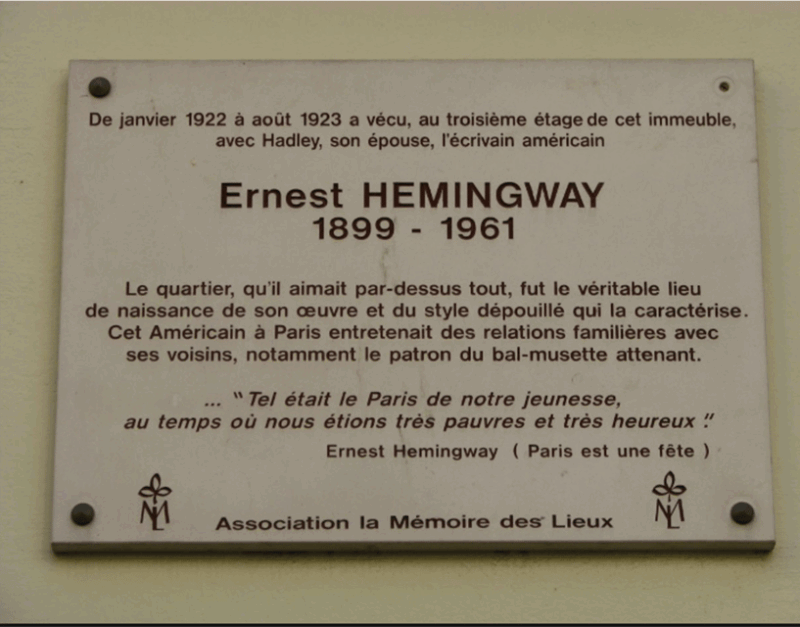 De janvier 1922 à août 1923 a vécu, au troisième étage de cet immeuble,
avec Hadley, son épouse, l'écrivain américain
Ernest HEMINGWAY
1899 - 1961
Le quartier, qu'il aimait par-dessus tout, fut le véritable lieu
de naissance de son œuvre et du style dépouillé qui la caractérise.
Cet Américain à Paris entretenait des relations familières avec
ses voisins, notamment le patron du bal-musette attenant.
... “ Tel était le Paris de notre jeunesse,
au temps où nous étions très pauvres et très heureux .”
Ernest Hemingway ( Paris est une fête )
Association la Mémoire des Lieux